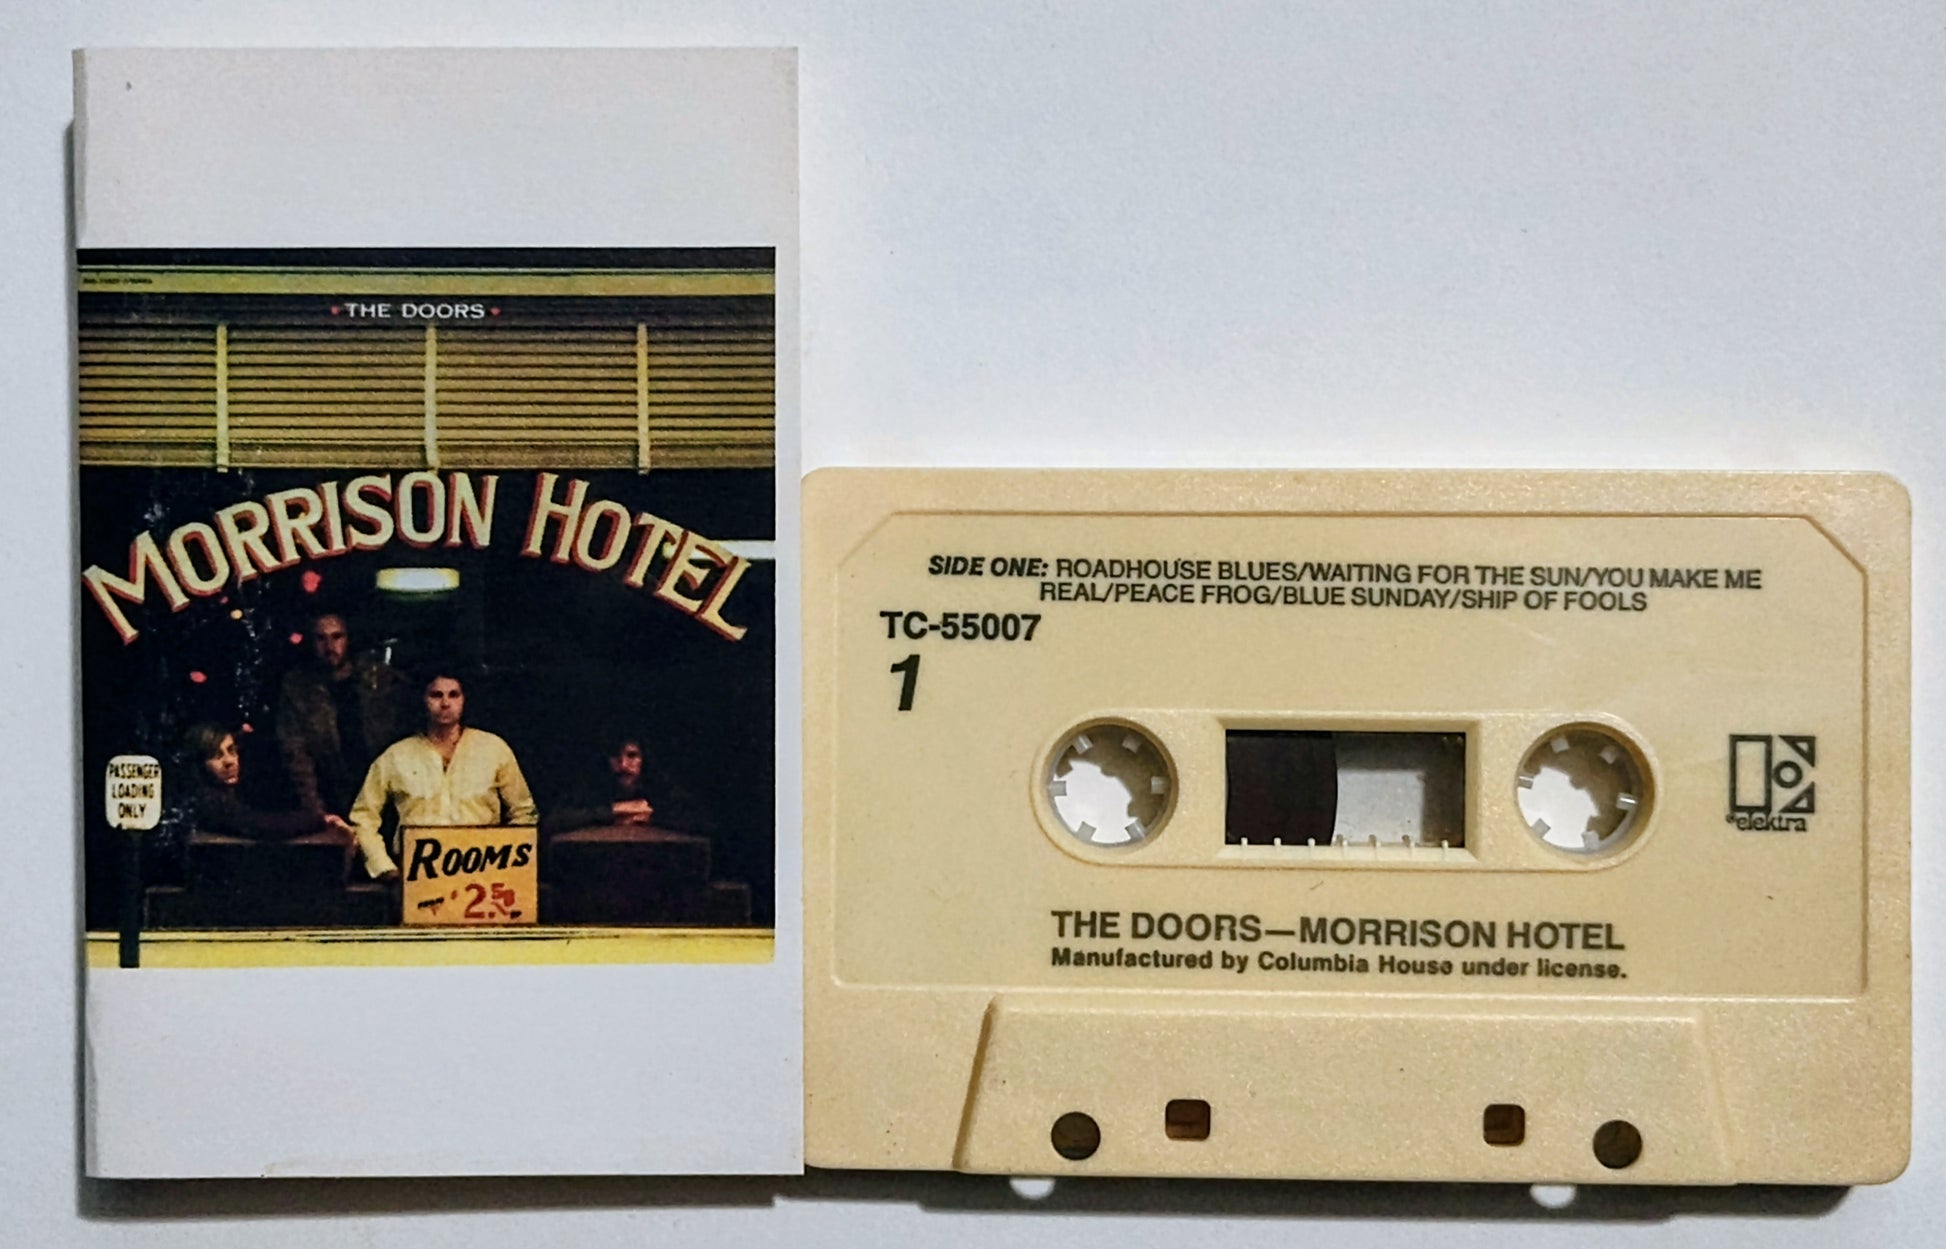 THE DOORS
MORRISON HOTEL
PASSENGER
LOADING
ONLY
ROOMS
2.50
SIDE ONE: ROADHOUSE BLUES/WAITING FOR THE SUN/YOU MAKE ME
REAL/PEACE FROG/BLUE SUNDAY/SHIP OF FOOLS
TC-55007
1
elektra
THE DOORS—MORRISON HOTEL
Manufactured by Columbia House under license.